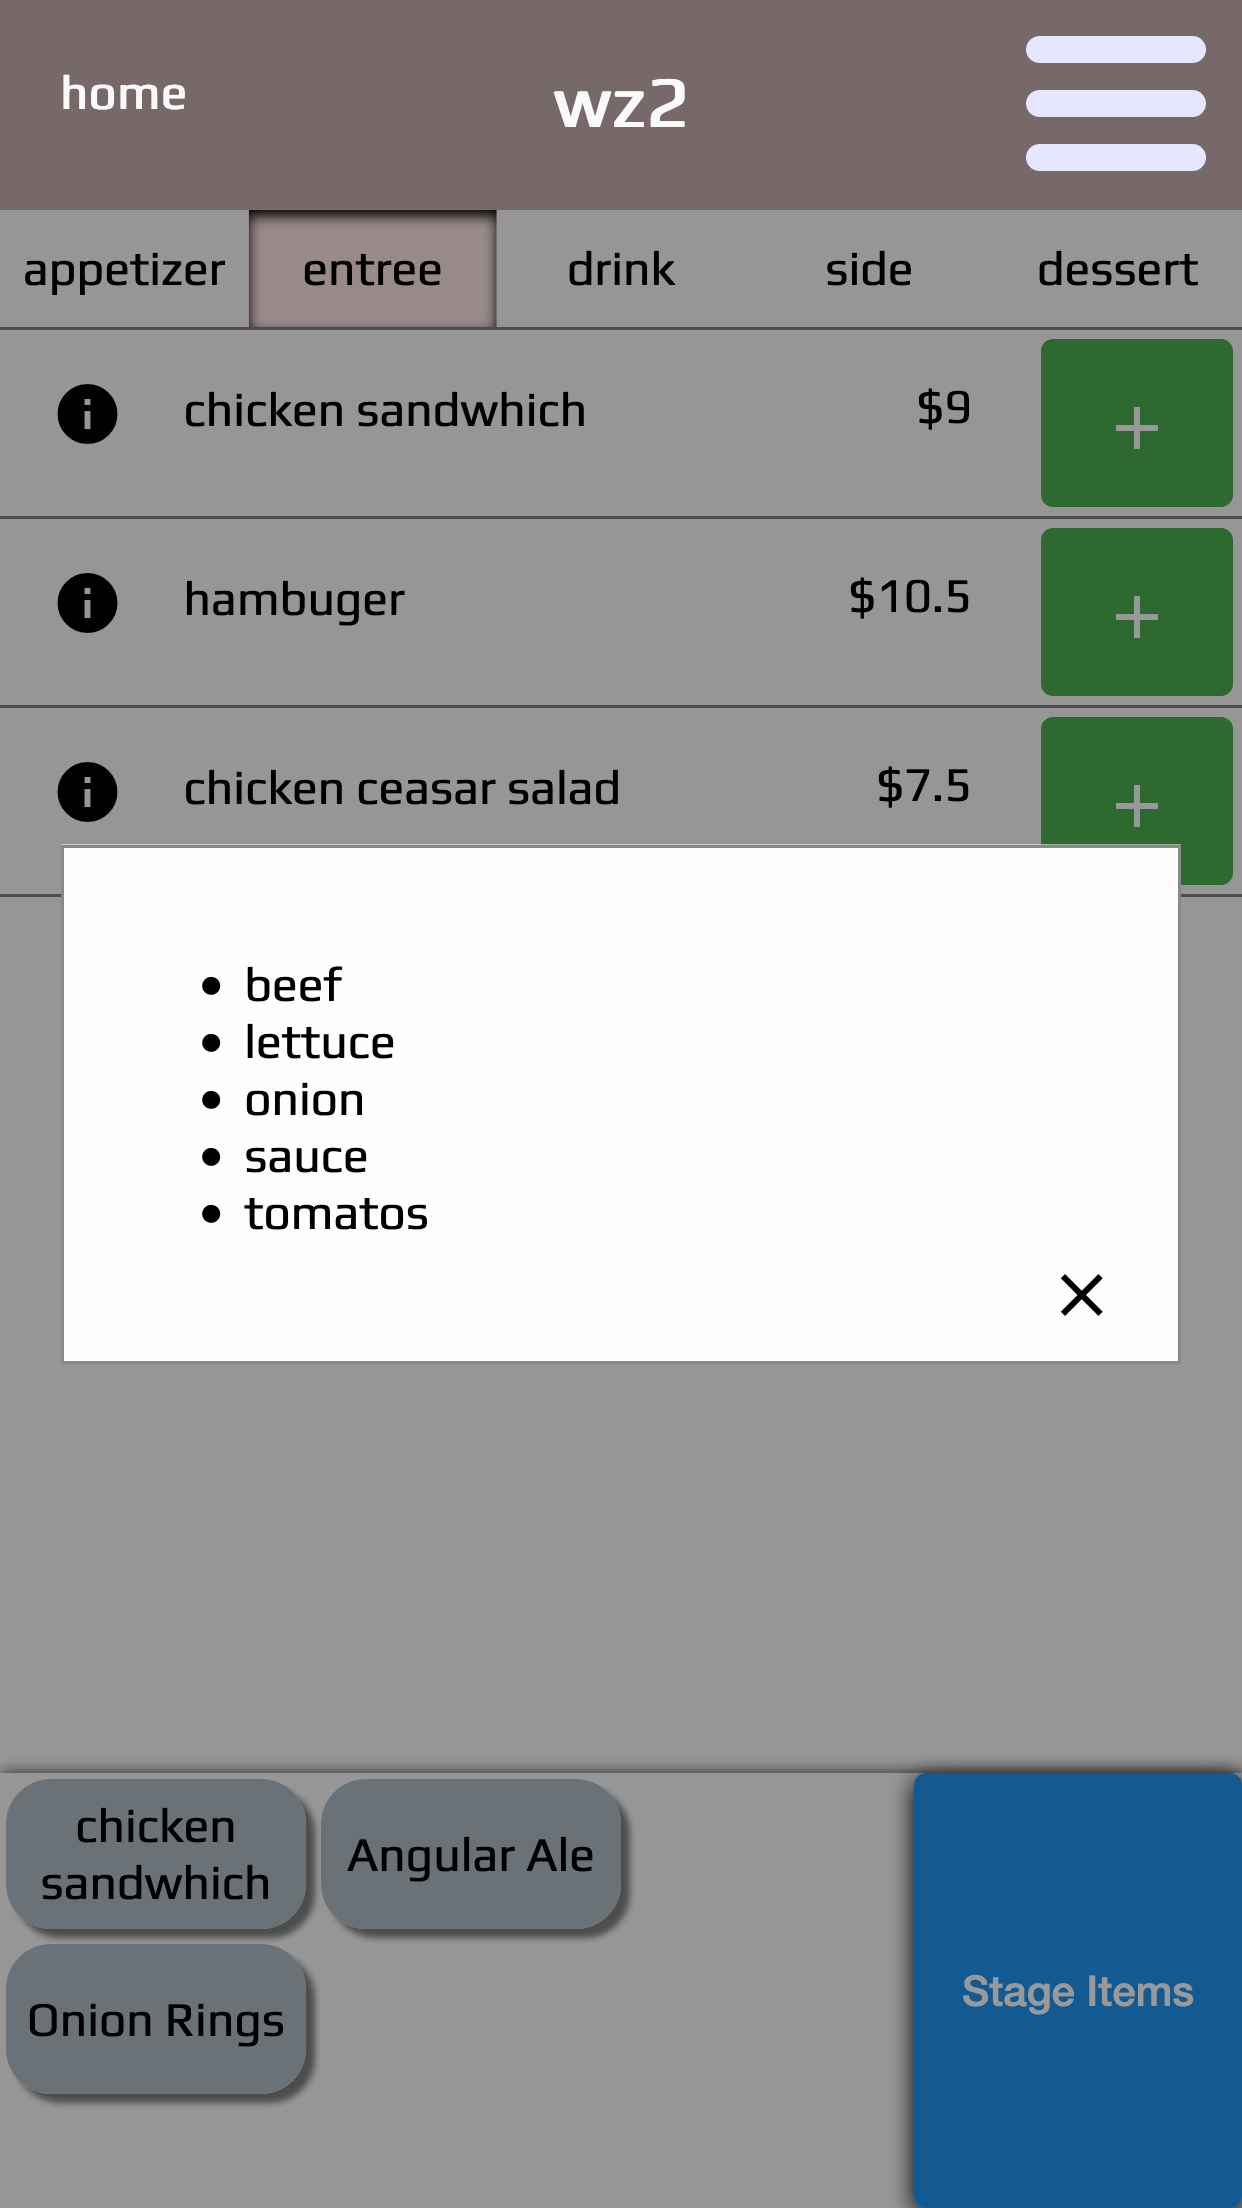 home
wz2
appetizer entree drink side dessert
chicken sandwhich $9 +
hambuger $10.5 +
chicken ceasar salad $7.5 +
• beef
• lettuce
• onion
• sauce
• tomatos
chicken
sandwhich
Angular Ale
Onion Rings
Stage Items